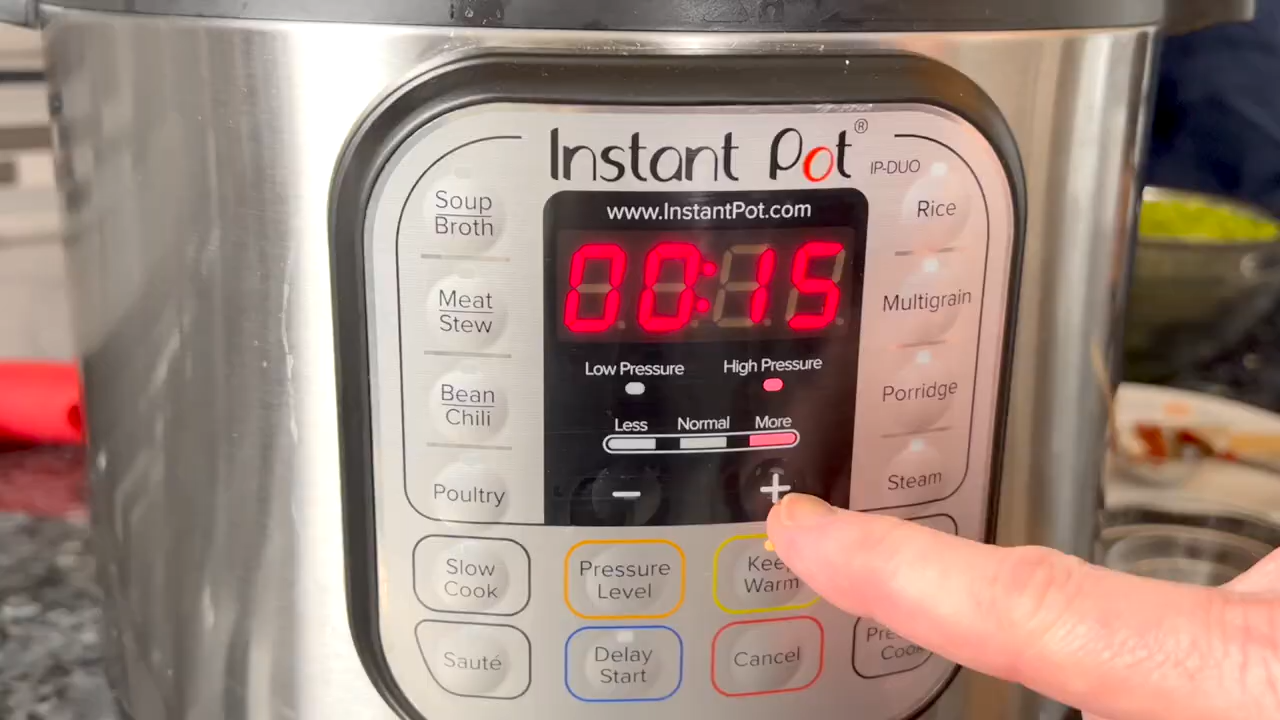 Instant Pot®
IP-DUO
www.InstantPot.com
00:15
Low Pressure
High Pressure
Less
Normal
More
−
+
Soup
Broth
Meat
Stew
Bean
Chili
Poultry
Rice
Multigrain
Porridge
Steam
Slow
Cook
Pressure
Level
Warm
Sauté
Delay
Start
Cancel